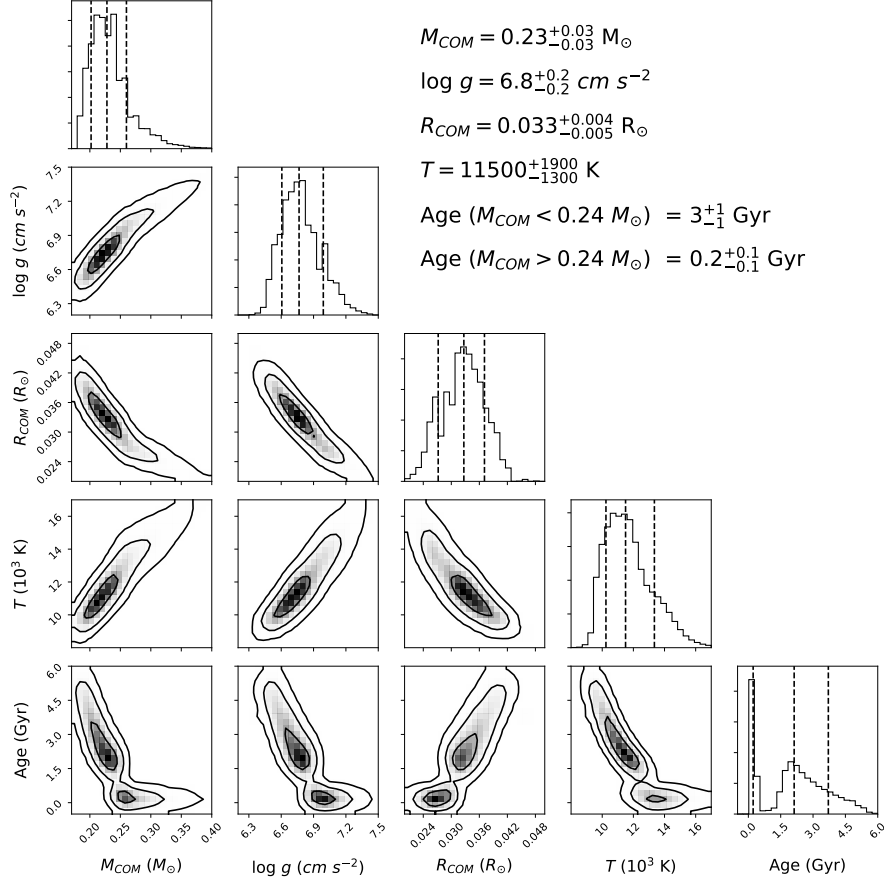 M_COM = 0.23^{+0.03}_{−0.03} M_⊙
log g = 6.8^{+0.2}_{−0.2} cm s^{−2}
R_COM = 0.033^{+0.004}_{−0.005} R_⊙
T = 11500^{+1900}_{−1300} K
Age (M_COM < 0.24 M_⊙) = 3^{+1}_{−1} Gyr
Age (M_COM > 0.24 M_⊙) = 0.2^{+0.1}_{−0.1} Gyr
log g (cm s^{−2})
7.5
7.2
6.9
6.6
6.3
R_COM (R_⊙)
0.048
0.042
0.036
0.030
0.024
T (10^3 K)
16
14
12
10
Age (Gyr)
6.0
4.5
3.0
1.5
0.0
0.20 0.25 0.30 0.35 0.40
6.3 6.6 6.9 7.2 7.5
0.024 0.030 0.036 0.042 0.048
10 12 14 16
0.0 1.5 3.0 4.5 6.0
M_COM (M_⊙)
log g (cm s^{−2})
R_COM (R_⊙)
T (10^3 K)
Age (Gyr)